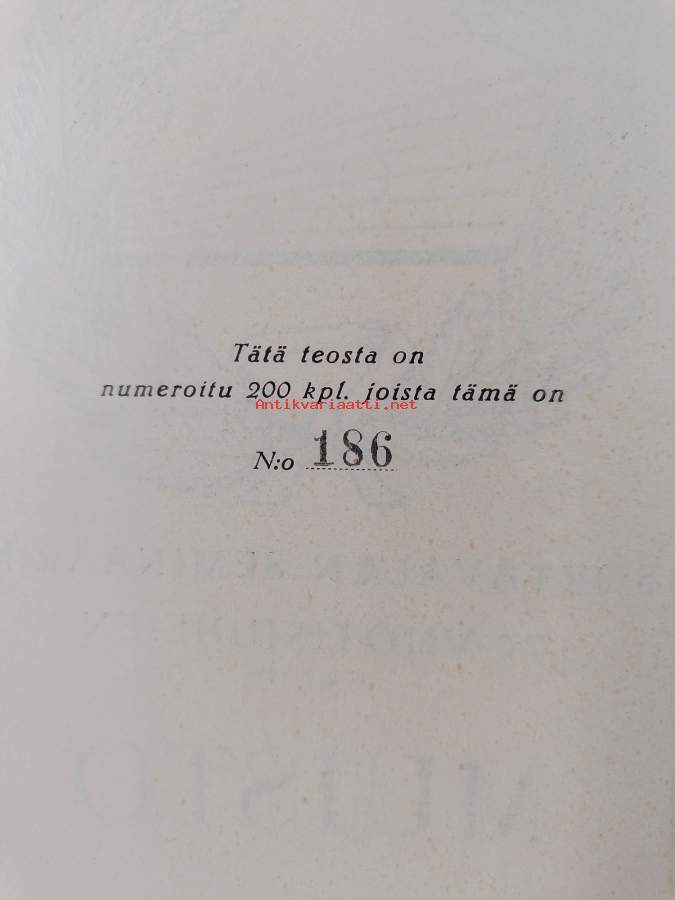 Tätä teosta on
numeroitu 200 kpl. joista tämä on
Antikvariaatti.net
N:o 186